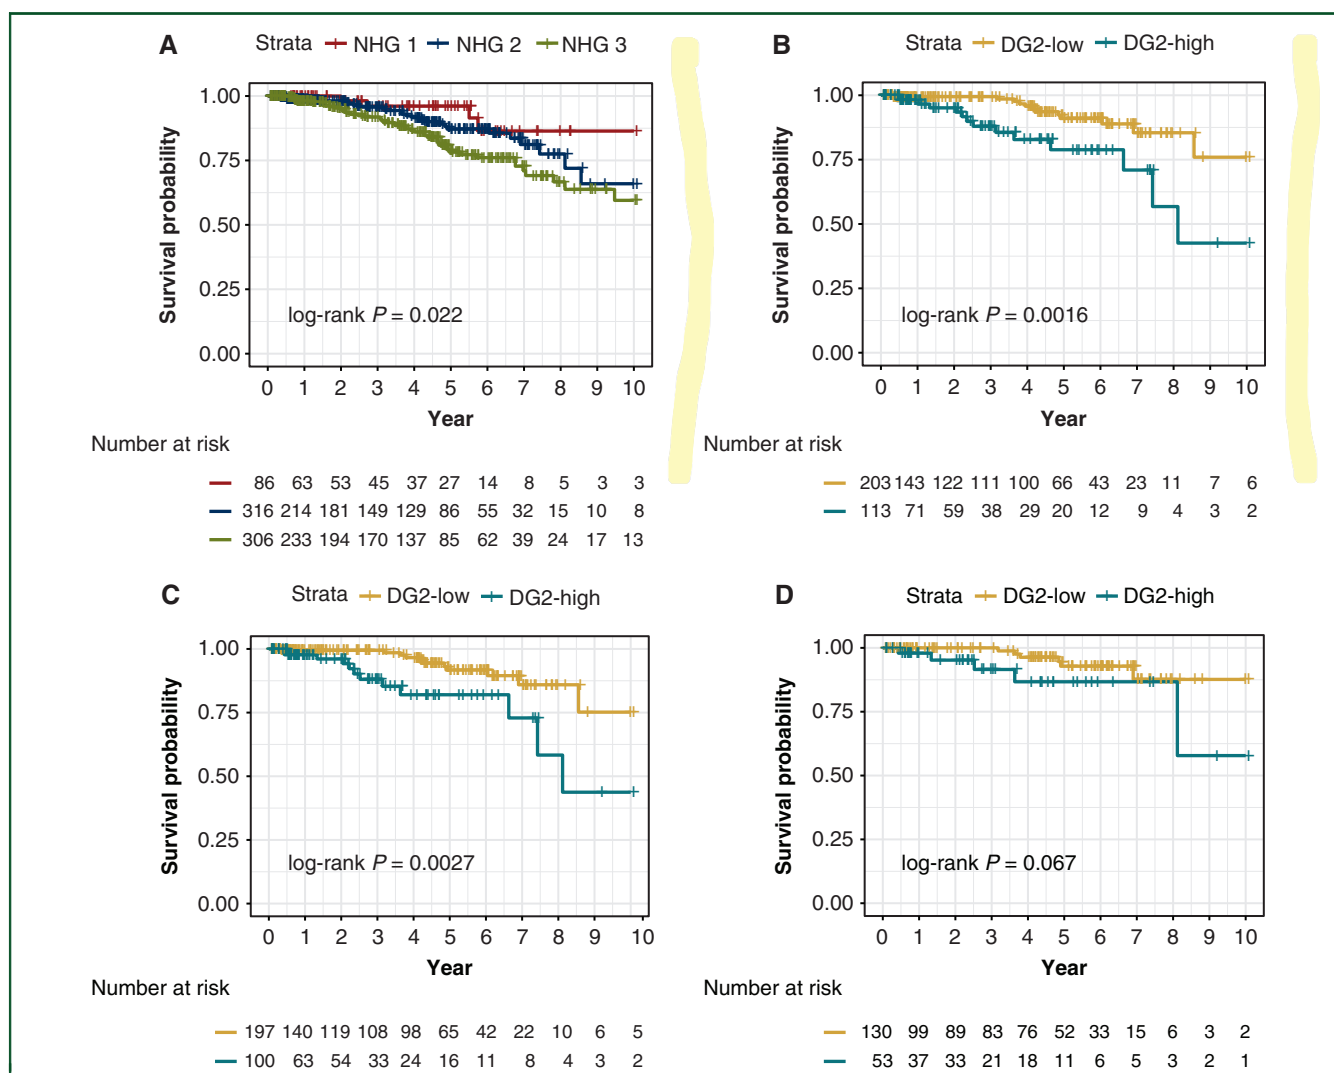 A Strata NHG 1 NHG 2 NHG 3
1.00
0.75
0.50
0.25
0.00
Survival probability
log-rank P = 0.022
0 1 2 3 4 5 6 7 8 9 10
Year
Number at risk
86 63 53 45 37 27 14 8 5 3 3
316 214 181 149 129 86 55 32 15 10 8
306 233 194 170 137 85 62 39 24 17 13
B Strata DG2-low DG2-high
1.00
0.75
0.50
0.25
0.00
Survival probability
log-rank P = 0.0016
0 1 2 3 4 5 6 7 8 9 10
Year
Number at risk
203 143 122 111 100 66 43 23 11 7 6
113 71 59 38 29 20 12 9 4 3 2
C Strata DG2-low DG2-high
1.00
0.75
0.50
0.25
0.00
Survival probability
log-rank P = 0.0027
0 1 2 3 4 5 6 7 8 9 10
Year
Number at risk
197 140 119 108 98 65 42 22 10 6 5
100 63 54 33 24 16 11 8 4 3 2
D Strata DG2-low DG2-high
1.00
0.75
0.50
0.25
0.00
Survival probability
log-rank P = 0.067
0 1 2 3 4 5 6 7 8 9 10
Year
Number at risk
130 99 89 83 76 52 33 15 6 3 2
53 37 33 21 18 11 6 5 3 2 1